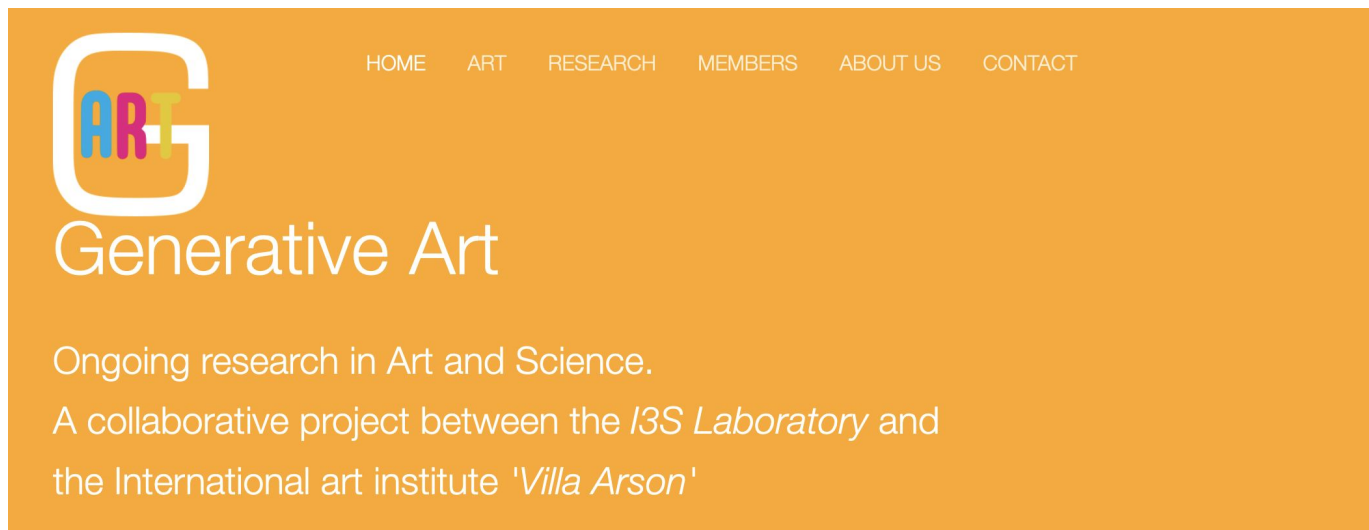 G
ART
HOME ART RESEARCH MEMBERS ABOUT US CONTACT
Generative Art
Ongoing research in Art and Science.
A collaborative project between the I3S Laboratory and
the International art institute 'Villa Arson'